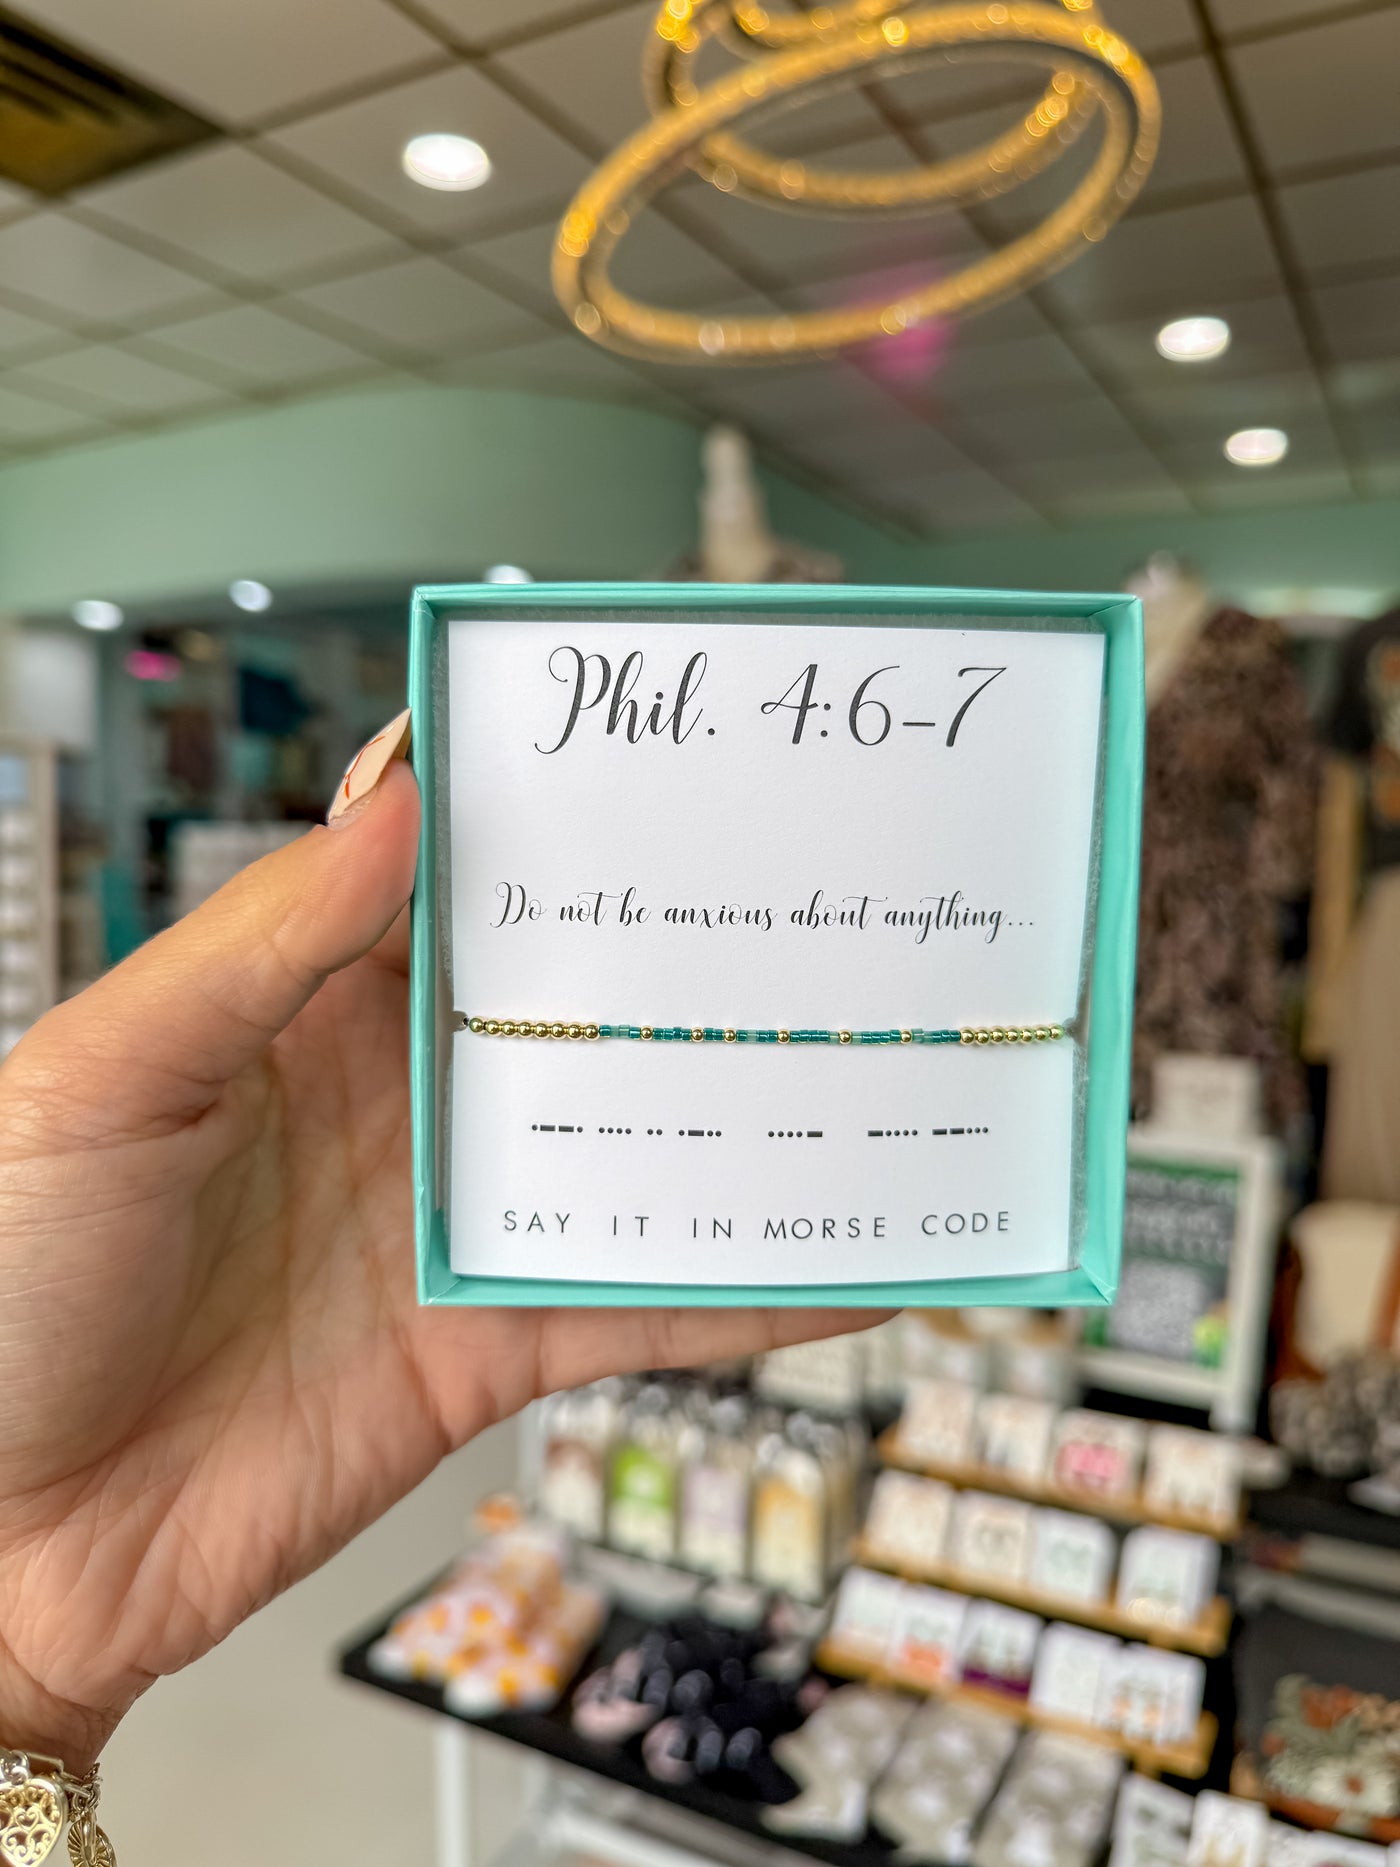 Phil. 4:6-7
Do not be anxious about anything...
·--· ···· ·· ·-·· ····- -···· --···
SAY IT IN MORSE CODE